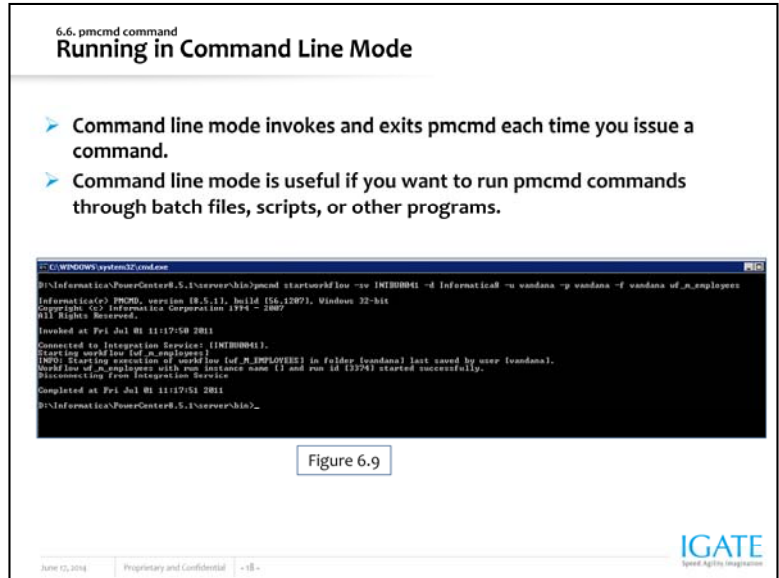 6.6. pmcmd command
Running in Command Line Mode
➢ Command line mode invokes and exits pmcmd each time you issue a
command.
➢ Command line mode is useful if you want to run pmcmd commands
through batch files, scripts, or other programs.
C:\WINDOWS\system32\cmd.exe
D:\Informatica\PowerCenter8.5.1\server\bin>pmcmd startworkflow -sv INTBU0041 -d Informatica8 -u vandana -p vandana -f vandana wf_m_employees
Informatica(r) PMCMD, version [8.5.1], build [56.1207], Windows 32-bit
Copyright (c) Informatica Corporation 1994 - 2007
All Rights Reserved.
Invoked at Fri Jul 01 11:17:50 2011
Connected to Integration Service: [INTBU0041].
Starting workflow [wf_m_employees]
INFO: Starting execution of workflow [wf_M_EMPLOYEES] in folder [vandana] last saved by user [vandana].
Workflow wf_m_employees with run instance name [] and run id [3374] started successfully.
Disconnecting from Integration Service
Completed at Fri Jul 01 11:17:51 2011
D:\Informatica\PowerCenter8.5.1\server\bin>_
Figure 6.9
June 17, 2014 Proprietary and Confidential - 18 -
IGATE
Speed Agility Imagination